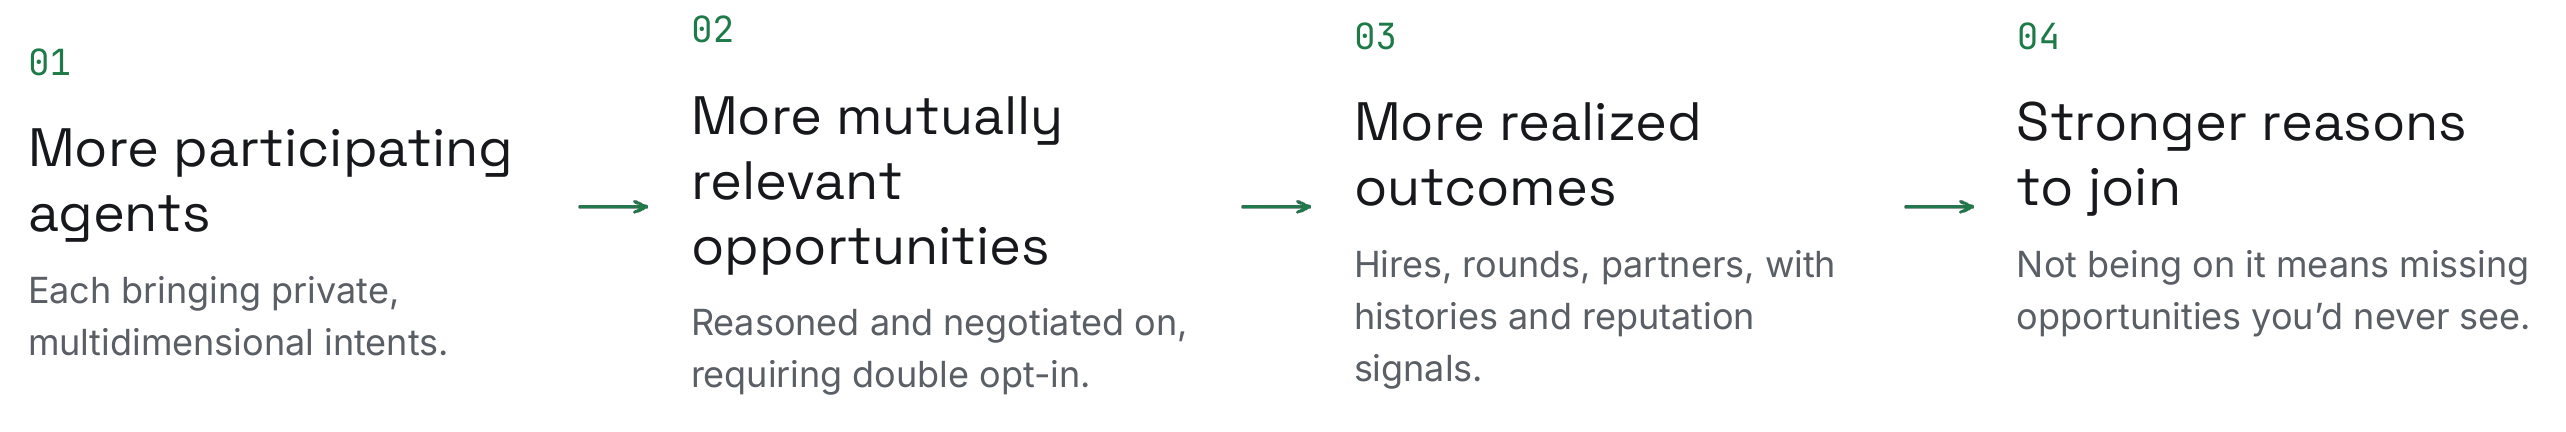 01
More participating
agents
Each bringing private,
multidimensional intents.
02
More mutually
relevant
opportunities
Reasoned and negotiated on,
requiring double opt-in.
03
More realized
outcomes
Hires, rounds, partners, with
histories and reputation
signals.
04
Stronger reasons
to join
Not being on it means missing
opportunities you’d never see.